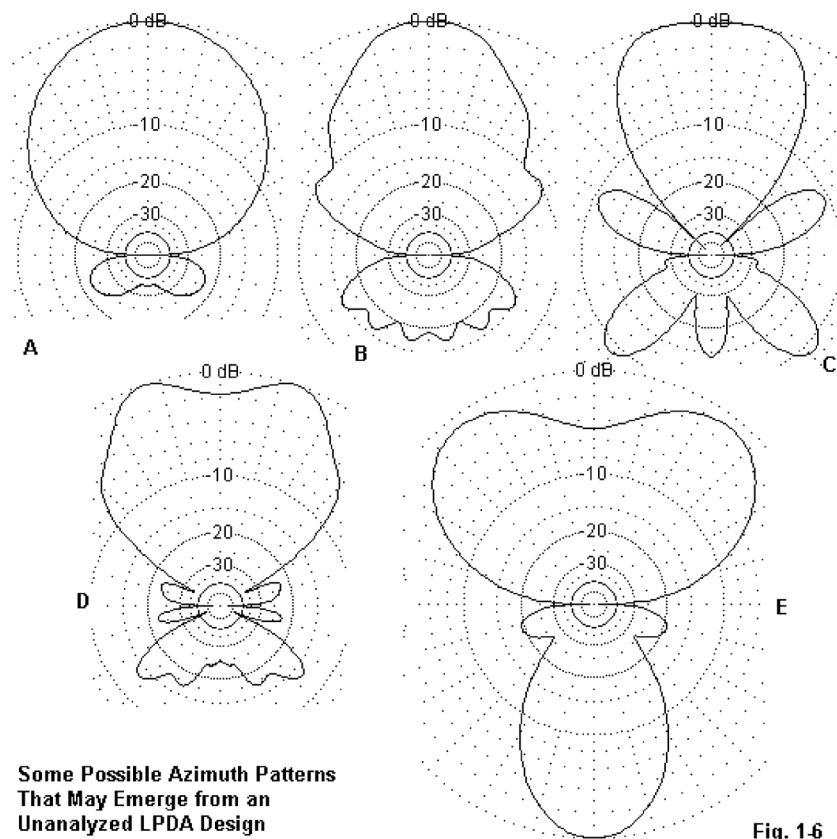 0 dB
-10
-20
-30
A
0 dB
-10
-20
-30
B
0 dB
-10
-20
-30
C
0 dB
-10
-20
-30
D
0 dB
-10
-20
-30
E
Some Possible Azimuth Patterns
That May Emerge from an
Unanalyzed LPDA Design
Fig. 1-6